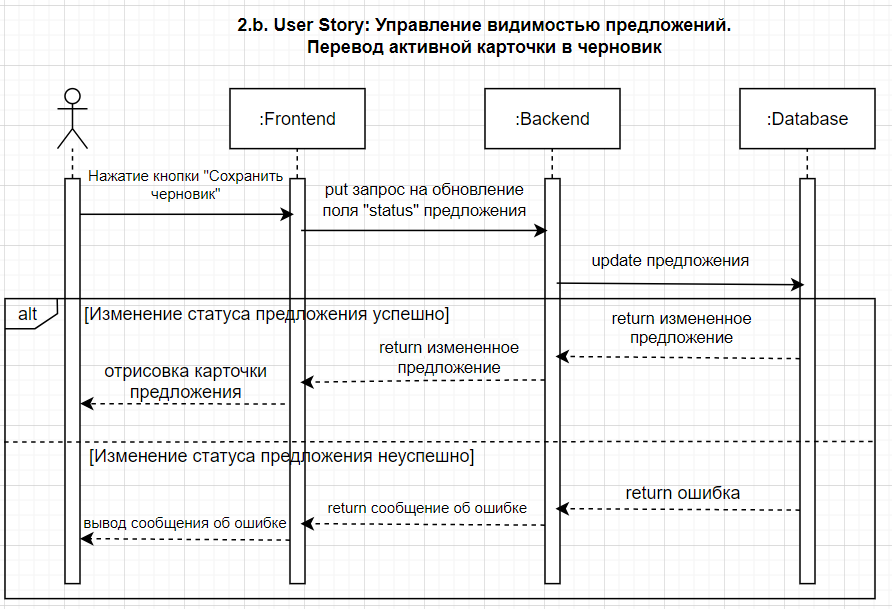 2.b. User Story: Управление видимостью предложений.
Перевод активной карточки в черновик
:Frontend
:Backend
:Database
Нажатие кнопки "Сохранить
черновик"
put запрос на обновление
поля "status" предложения
update предложения
alt
[Изменение статуса предложения успешно]
return измененное
предложение
return измененное
предложение
отрисовка карточки
предложения
[Изменение статуса предложения неуспешно]
return ошибка
return сообщение об ошибке
вывод сообщения об ошибке